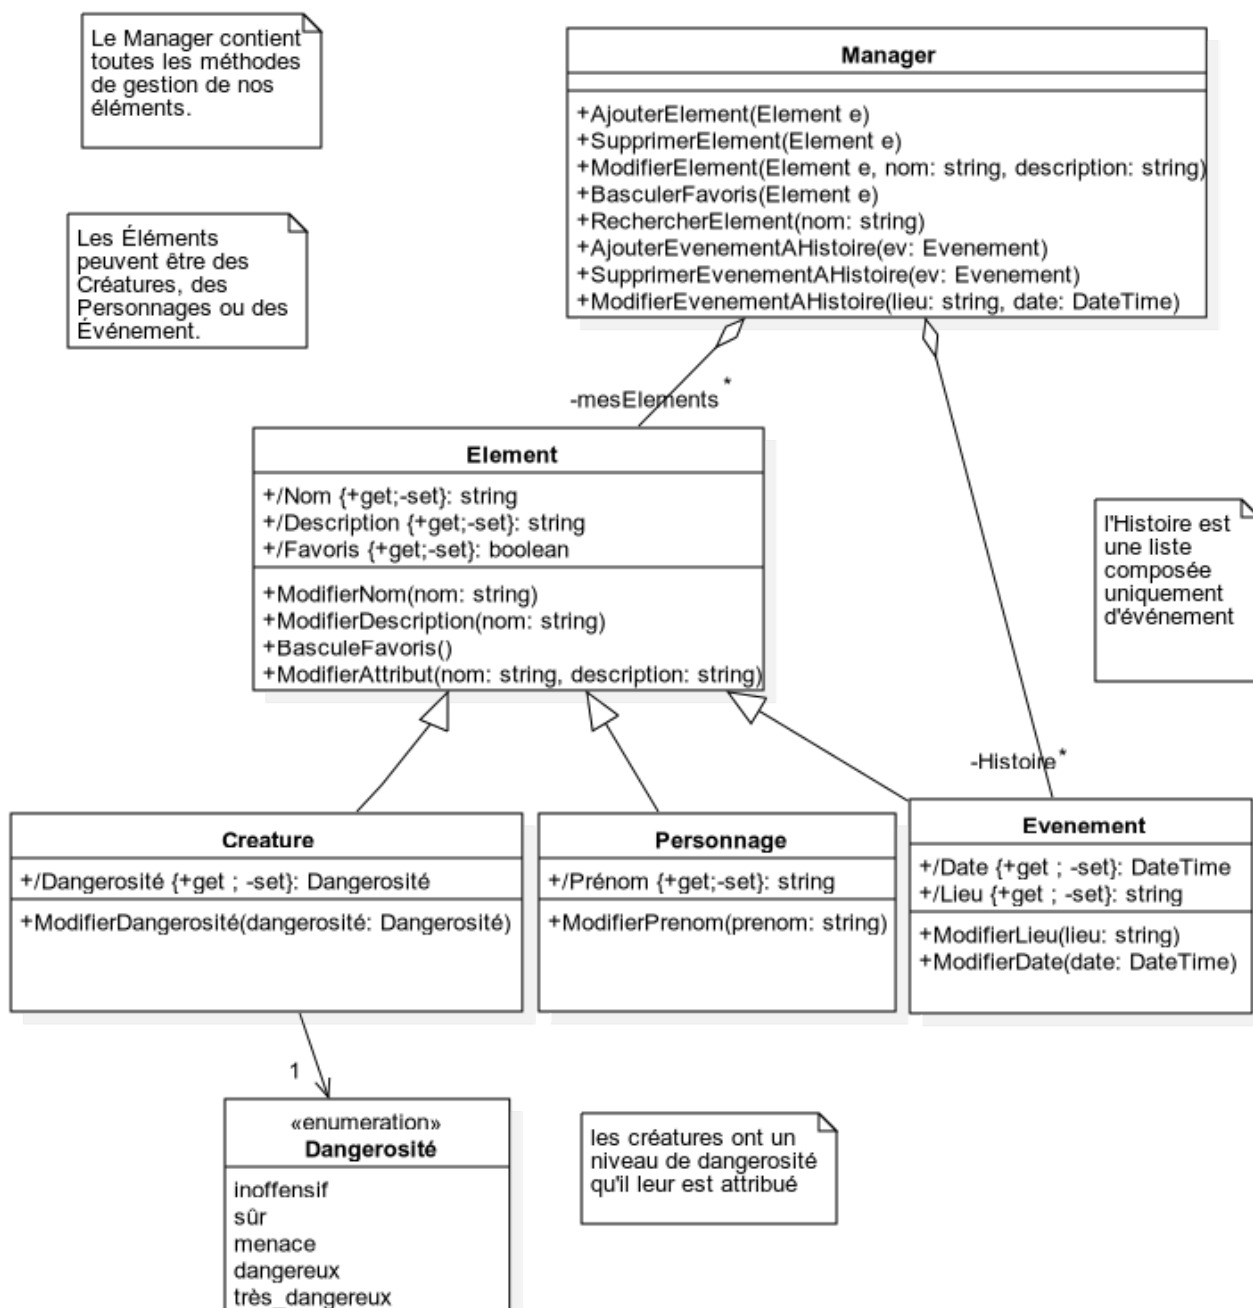 Le Manager contient
toutes les méthodes
de gestion de nos
éléments.
Manager
+AjouterElement(Element e)
+SupprimerElement(Element e)
+ModifierElement(Element e, nom: string, description: string)
+BasculerFavoris(Element e)
+RechercherElement(nom: string)
+AjouterEvenementAHistoire(ev: Evenement)
+SupprimerEvenementAHistoire(ev: Evenement)
+ModifierEvenementAHistoire(lieu: string, date: DateTime)
Les Éléments
peuvent être des
Créatures, des
Personnages ou des
Événement.
-mesElements *
Element
+/Nom {+get;-set}: string
+/Description {+get;-set}: string
+/Favoris {+get;-set}: boolean
+ModifierNom(nom: string)
+ModifierDescription(nom: string)
+BasculeFavoris()
+ModifierAttribut(nom: string, description: string)
l'Histoire est
une liste
composée
uniquement
d'événement
-Histoire *
Creature
+/Dangerosité {+get ; -set}: Dangerosité
+ModifierDangerosité(dangerosité: Dangerosité)
Personnage
+/Prénom {+get;-set}: string
+ModifierPrenom(prenom: string)
Evenement
+/Date {+get ; -set}: DateTime
+/Lieu {+get ; -set}: string
+ModifierLieu(lieu: string)
+ModifierDate(date: DateTime)
1
«enumeration»
Dangerosité
inoffensif
sûr
menace
dangereux
très_dangereux
les créatures ont un
niveau de dangerosité
qu'il leur est attribué